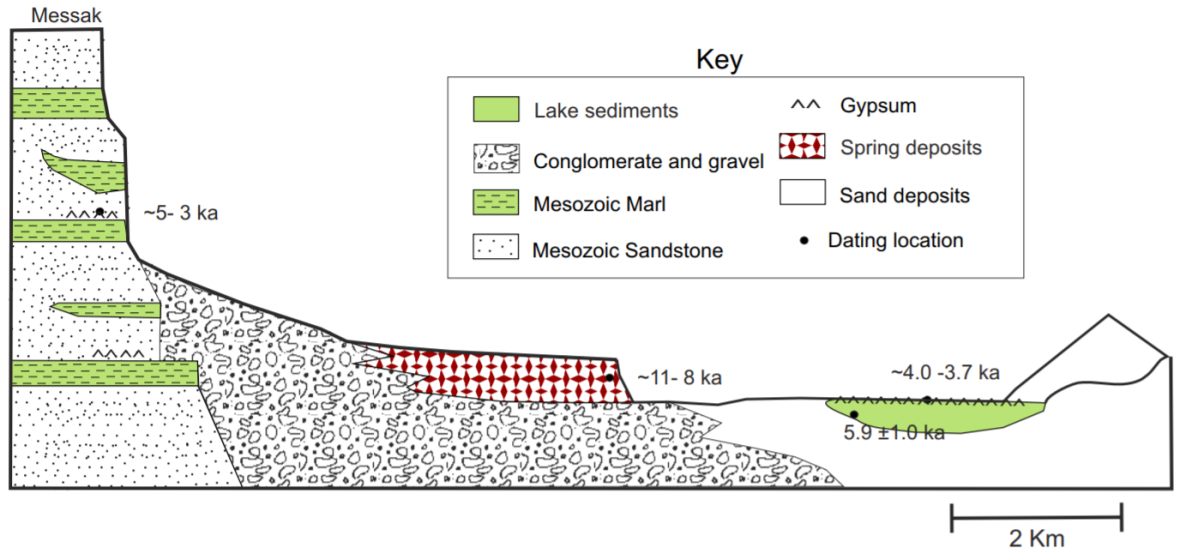 Messak
Key
Lake sediments
Conglomerate and gravel
Mesozoic Marl
Mesozoic Sandstone
Gypsum
Spring deposits
Sand deposits
Dating location
~5- 3 ka
~11- 8 ka
~4.0 -3.7 ka
5.9 ±1.0 ka
2 Km